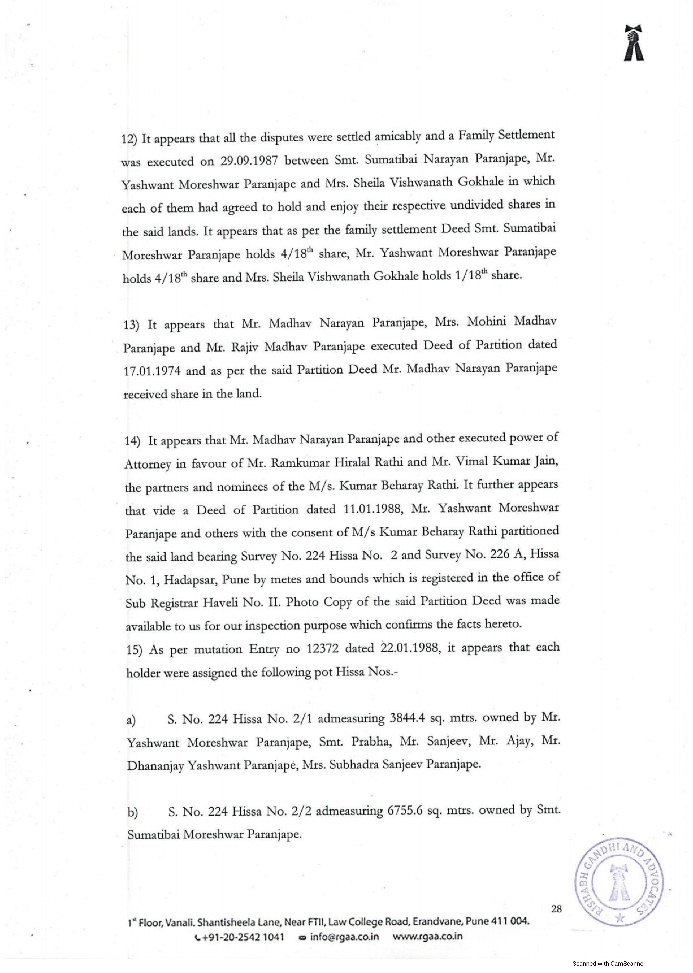 12) It appears that all the disputes were settled amicably and a Family Settlement
was executed on 29.09.1987 between Smt. Sumatibai Narayan Paranjape, Mr.
Yashwant Moreshwar Paranjape and Mrs. Sheila Vishwanath Gokhale in which
each of them had agreed to hold and enjoy their respective undivided shares in
the said lands. It appears that as per the family settlement Deed Smt. Sumatibai
Moreshwar Paranjape holds 4/18th share, Mr. Yashwant Moreshwar Paranjape
holds 4/18th share and Mrs. Sheila Vishwanath Gokhale holds 1/18th share.
13) It appears that Mr. Madhav Narayan Paranjape, Mrs. Mohini Madhav
Paranjape and Mr. Rajiv Madhav Paranjape executed Deed of Partition dated
17.01.1974 and as per the said Partition Deed Mr. Madhav Narayan Paranjape
received share in the land.
14) It appears that Mr. Madhav Narayan Paranjape and other executed power of
Attorney in favour of Mr. Ramkumar Hiralal Rathi and Mr. Vimal Kumar Jain,
the partners and nominees of the M/s. Kumar Beharay Rathi. It further appears
that vide a Deed of Partition dated 11.01.1988, Mr. Yashwant Moreshwar
Paranjape and others with the consent of M/s Kumar Beharay Rathi partitioned
the said land bearing Survey No. 224 Hissa No. 2 and Survey No. 226 A, Hissa
No. 1, Hadapsar, Pune by metes and bounds which is registered in the office of
Sub Registrar Haveli No. II. Photo Copy of the said Partition Deed was made
available to us for our inspection purpose which confirms the facts hereto.
15) As per mutation Entry no 12372 dated 22.01.1988, it appears that each
holder were assigned the following pot Hissa Nos.-
a) S. No. 224 Hissa No. 2/1 admeasuring 3844.4 sq. mtrs. owned by Mr.
Yashwant Moreshwar Paranjape, Smt. Prabha, Mr. Sanjeev, Mr. Ajay, Mr.
Dhananjay Yashwant Paranjape, Mrs. Subhadra Sanjeev Paranjape.
b) S. No. 224 Hissa No. 2/2 admeasuring 6755.6 sq. mtrs. owned by Smt.
Sumatibai Moreshwar Paranjape.
RISHABH GANDHI AND ADVOCATES
28
1st Floor, Vanali. Shantisheela Lane, Near FTII, Law College Road, Erandvane, Pune 411 004.
+91-20-2542 1041 info@rgaa.co.in www.rgaa.co.in
Scanned with CamScanner